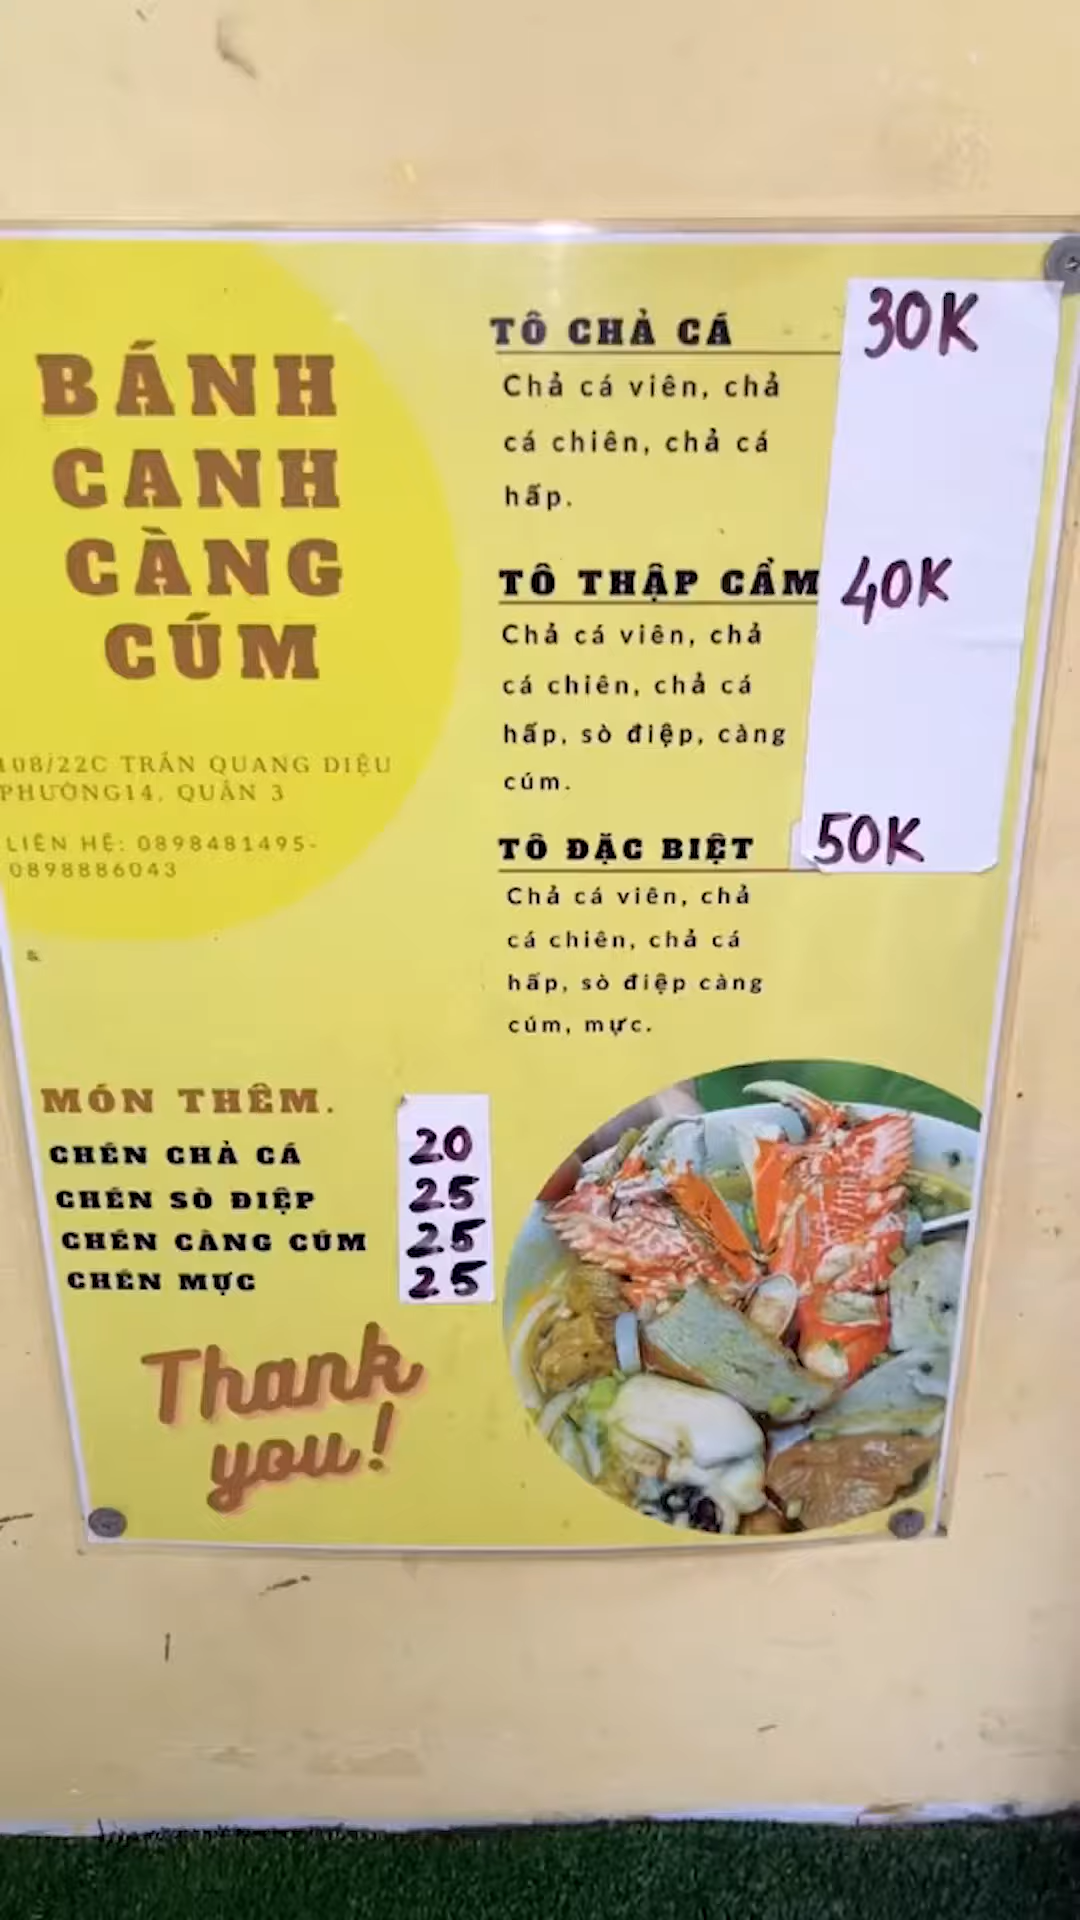 BÁNH
CANH
CÀNG
CÚM
108/22C TRẦN QUANG DIỆU
PHƯỜNG14, QUẬN 3
LIÊN HỆ: 0898481495-
0898886043
&
TÔ CHẢ CÁ 30K
Chả cá viên, chả
cá chiên, chả cá
hấp.
TÔ THẬP CẨM 40K
Chả cá viên, chả
cá chiên, chả cá
hấp, sò điệp, càng
cúm.
TÔ ĐẶC BIỆT 50K
Chả cá viên, chả
cá chiên, chả cá
hấp, sò điệp càng
cúm, mực.
MÓN THÊM.
CHÉN CHẢ CÁ 20
CHÉN SÒ ĐIỆP 25
CHÉN CÀNG CÚM 25
CHÉN MỰC 25
Thank
you!